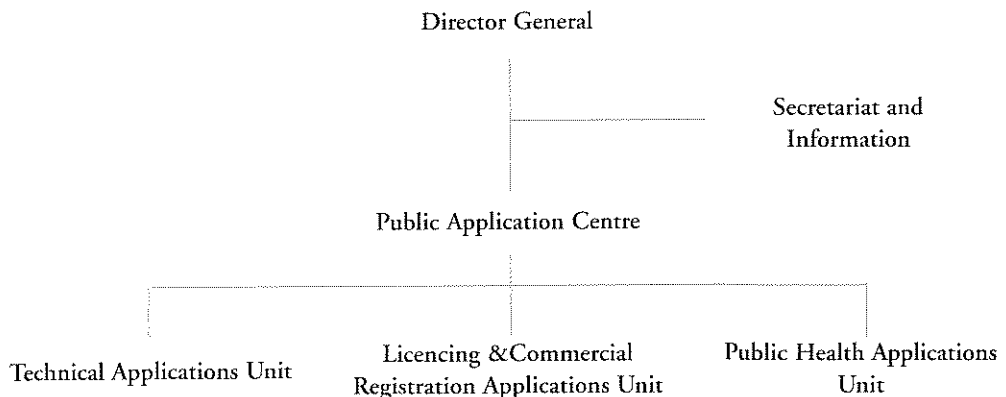 Director General
Secretariat and
Information
Public Application Centre
Technical Applications Unit
Licencing &Commercial
Registration Applications Unit
Public Health Applications
Unit